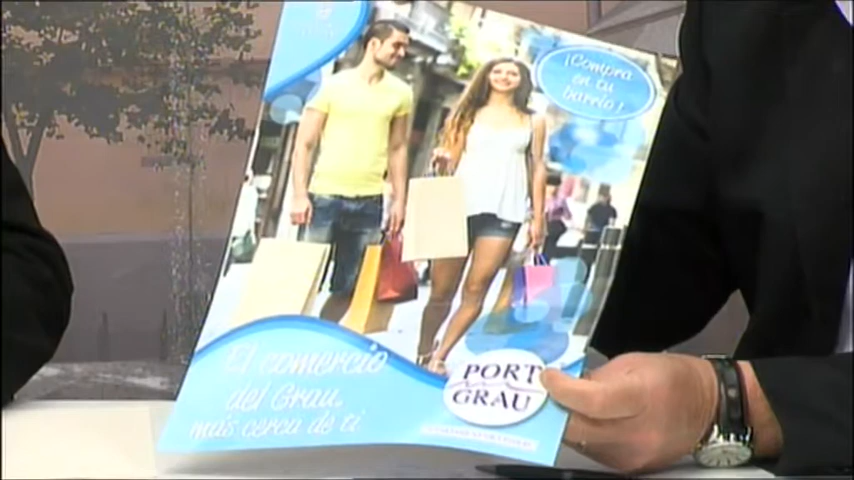 ¡Compra
en tu
barrio!
El comercio
del Grau,
más cerca de ti
PORT
GRAU